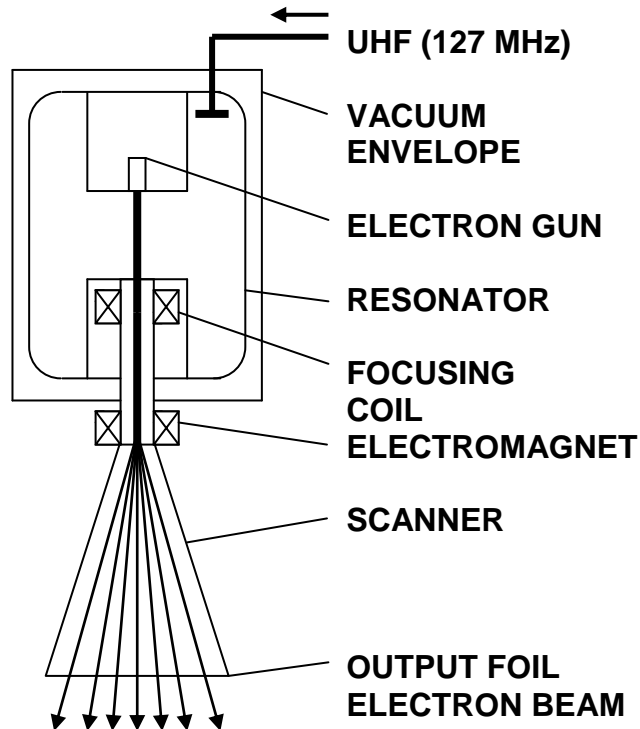 UHF (127 MHz)
VACUUM
ENVELOPE
ELECTRON GUN
RESONATOR
FOCUSING
COIL
ELECTROMAGNET
SCANNER
OUTPUT FOIL
ELECTRON BEAM